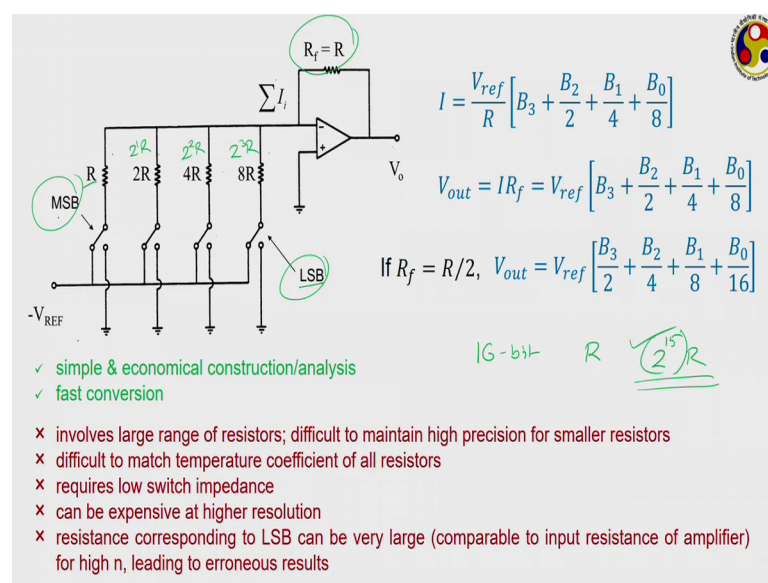 R_f = R
∑ I_i
2^1R
2^2R
2^3R
R
2R
4R
8R
-
+
V_o
MSB
LSB
-V_REF
I = V_ref/R [B_3 + B_2/2 + B_1/4 + B_0/8]
V_out = IR_f = V_ref [B_3 + B_2/2 + B_1/4 + B_0/8]
If R_f = R/2, V_out = V_ref [B_3/2 + B_2/4 + B_1/8 + B_0/16]
16-bit R (2^15)R
✓ simple & economical construction/analysis
✓ fast conversion
× involves large range of resistors; difficult to maintain high precision for smaller resistors
× difficult to match temperature coefficient of all resistors
× requires low switch impedance
× can be expensive at higher resolution
× resistance corresponding to LSB can be very large (comparable to input resistance of amplifier)
for high n, leading to erroneous results